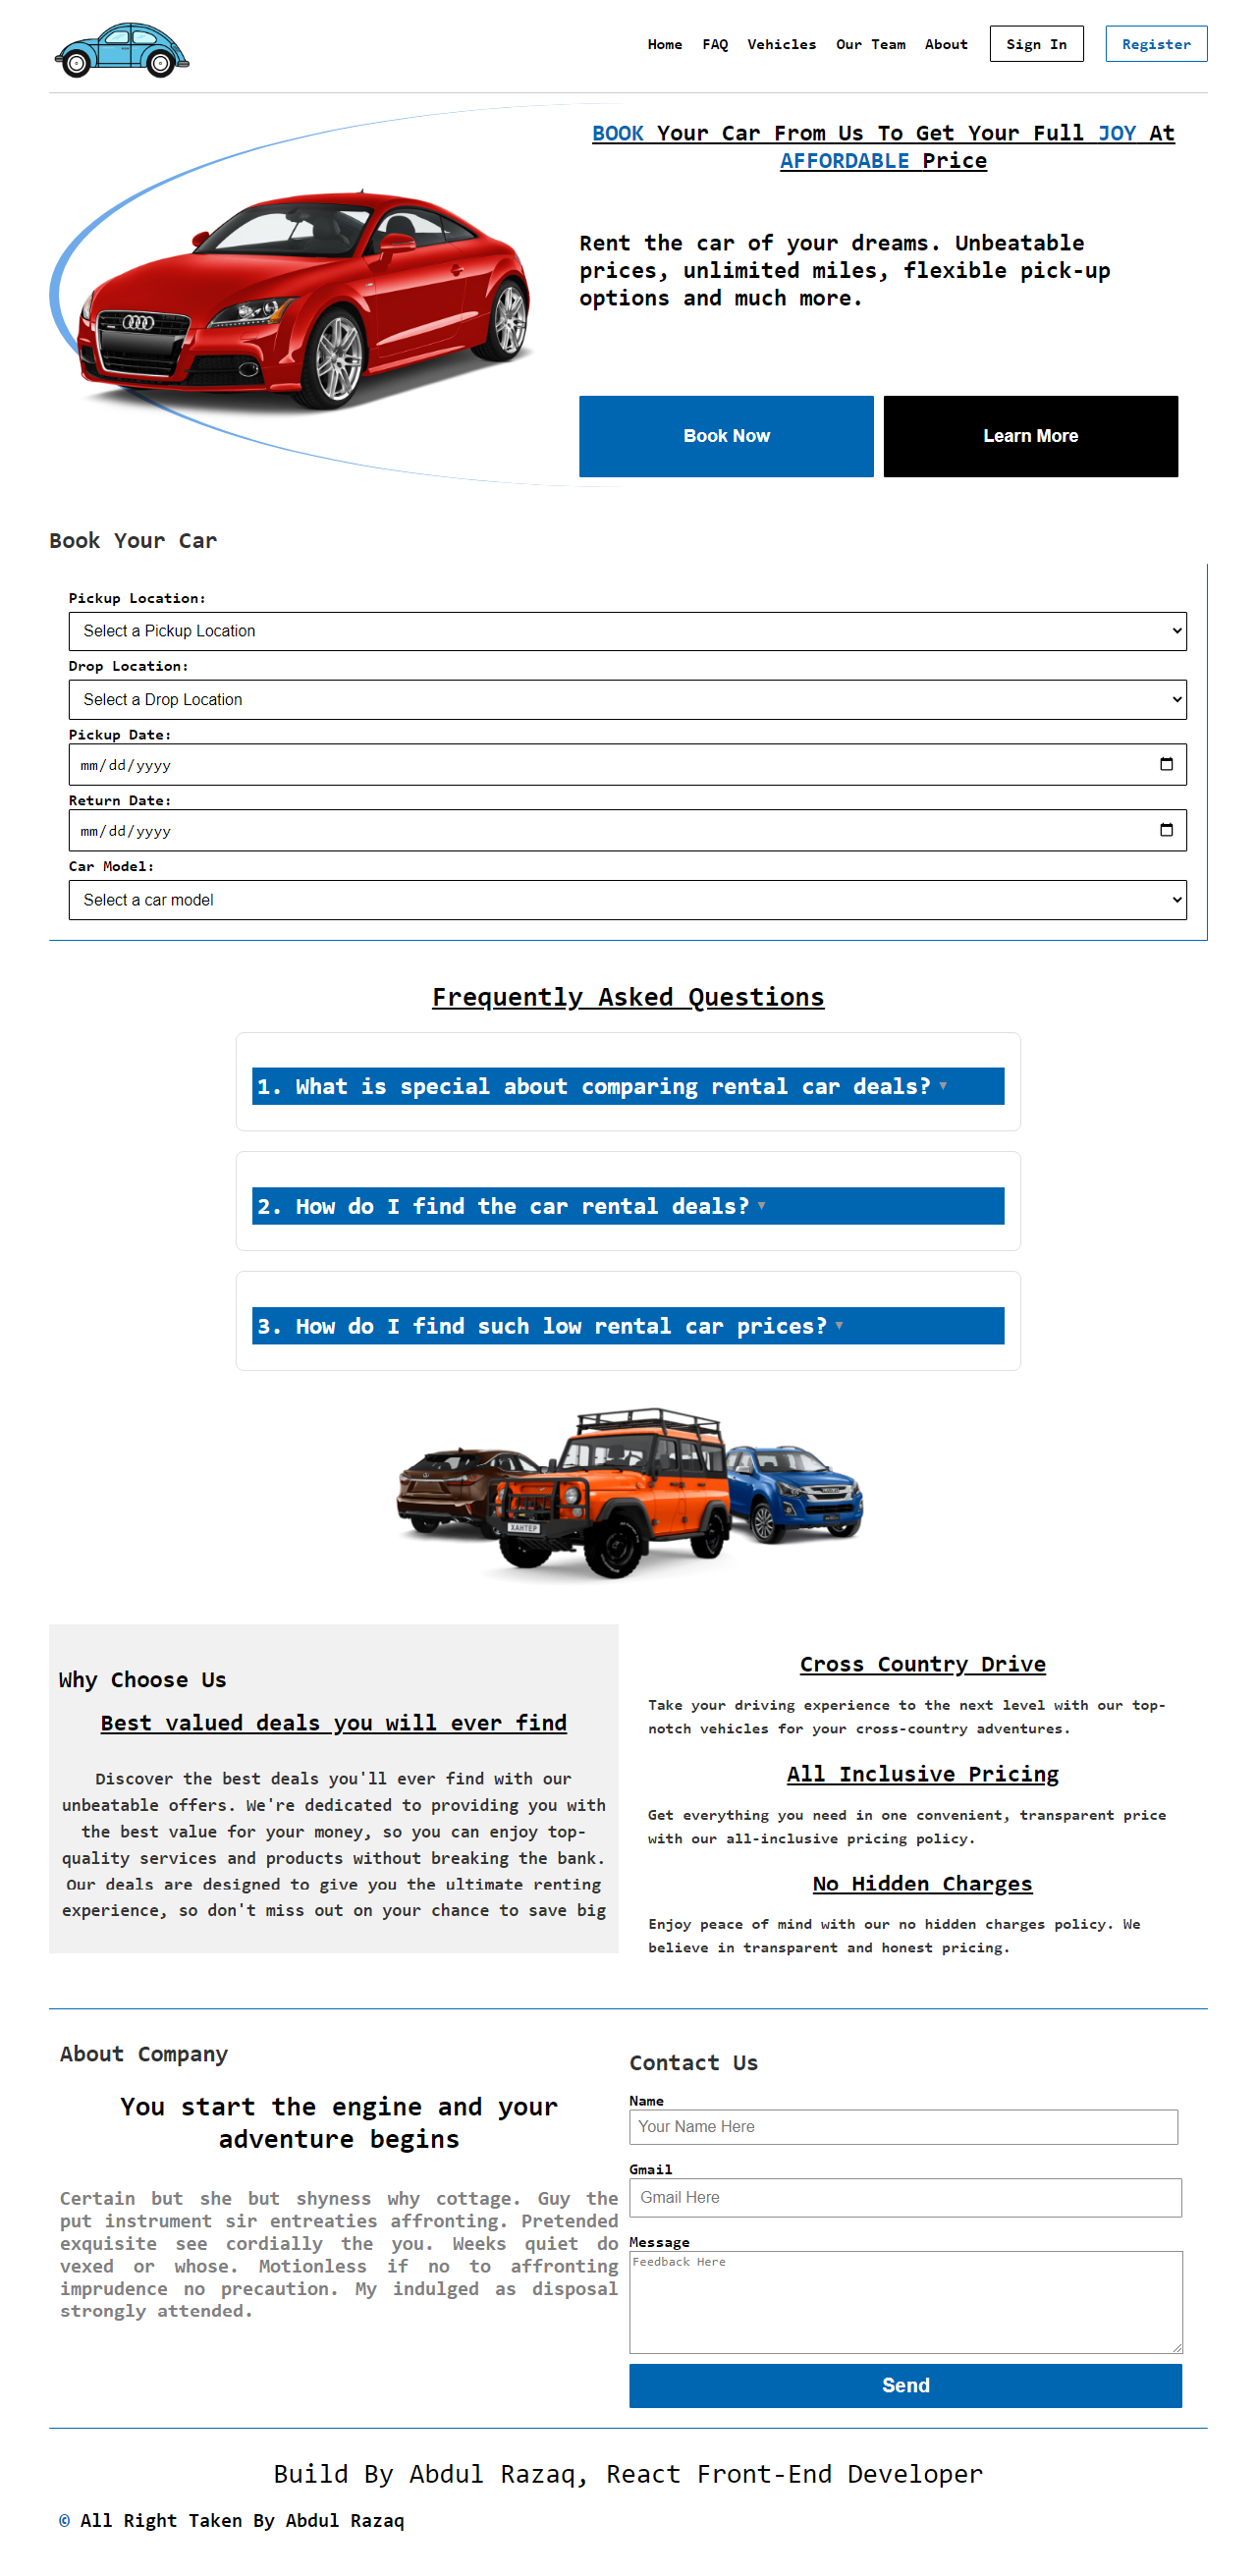 Home FAQ Vehicles Our Team About Sign In Register
BOOK Your Car From Us To Get Your Full JOY At
AFFORDABLE Price
Rent the car of your dreams. Unbeatable
prices, unlimited miles, flexible pick-up
options and much more.
Book Now Learn More
Book Your Car
Pickup Location:
Select a Pickup Location
Drop Location:
Select a Drop Location
Pickup Date:
mm/dd/yyyy
Return Date:
mm/dd/yyyy
Car Model:
Select a car model
Frequently Asked Questions
1. What is special about comparing rental car deals? ▼
2. How do I find the car rental deals? ▼
3. How do I find such low rental car prices? ▼
ХАНТЕР
Why Choose Us
Best valued deals you will ever find
Discover the best deals you'll ever find with our
unbeatable offers. We're dedicated to providing you with
the best value for your money, so you can enjoy top-
quality services and products without breaking the bank.
Our deals are designed to give you the ultimate renting
experience, so don't miss out on your chance to save big
Cross Country Drive
Take your driving experience to the next level with our top-
notch vehicles for your cross-country adventures.
All Inclusive Pricing
Get everything you need in one convenient, transparent price
with our all-inclusive pricing policy.
No Hidden Charges
Enjoy peace of mind with our no hidden charges policy. We
believe in transparent and honest pricing.
About Company
You start the engine and your
adventure begins
Certain but she but shyness why cottage. Guy the
put instrument sir entreaties affronting. Pretended
exquisite see cordially the you. Weeks quiet do
vexed or whose. Motionless if no to affronting
imprudence no precaution. My indulged as disposal
strongly attended.
Contact Us
Name
Your Name Here
Gmail
Gmail Here
Message
Feedback Here
Send
Build By Abdul Razaq, React Front-End Developer
© All Right Taken By Abdul Razaq